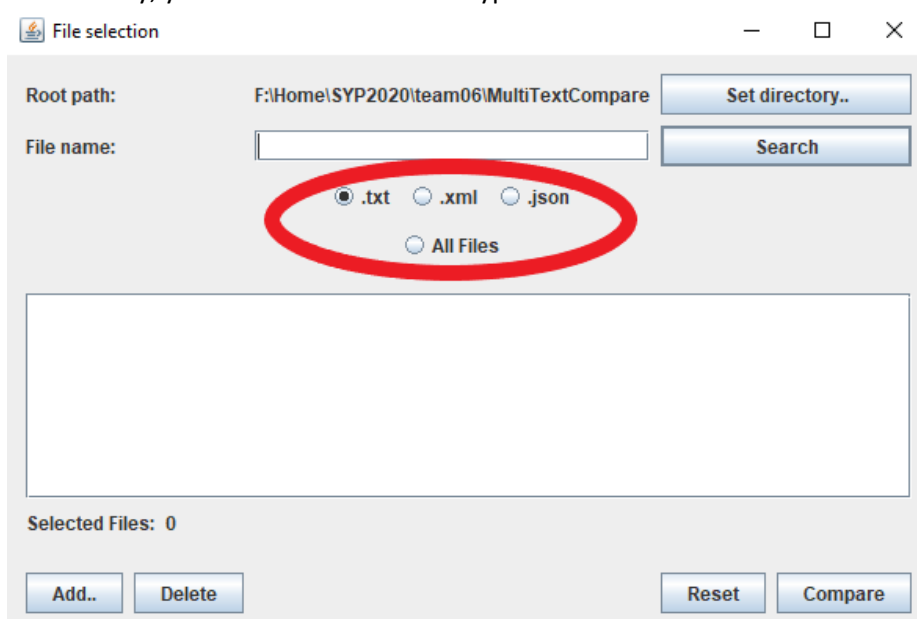 File selection
Root path: F:\Home\SYP2020\team06\MultiTextCompare Set directory..
File name: Search
.txt .xml .json
All Files
Selected Files: 0
Add.. Delete Reset Compare